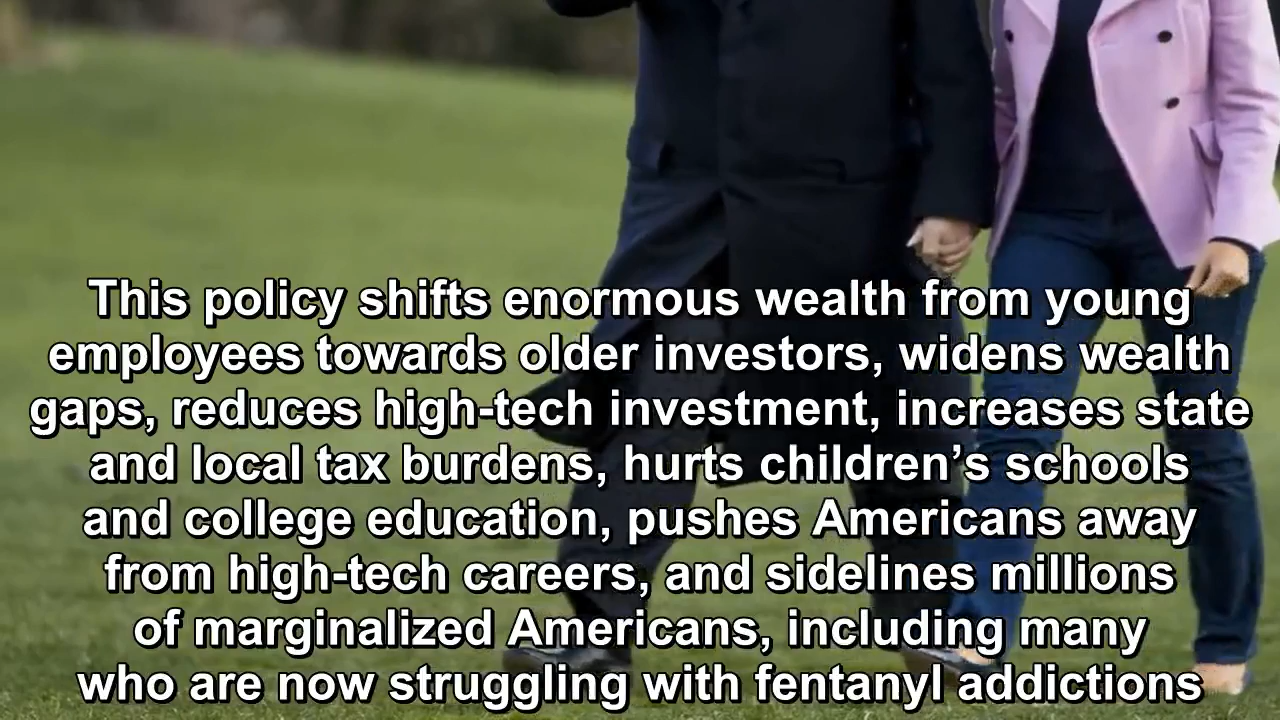 This policy shifts enormous wealth from young
employees towards older investors, widens wealth
gaps, reduces high-tech investment, increases state
and local tax burdens, hurts children’s schools
and college education, pushes Americans away
from high-tech careers, and sidelines millions
of marginalized Americans, including many
who are now struggling with fentanyl addictions